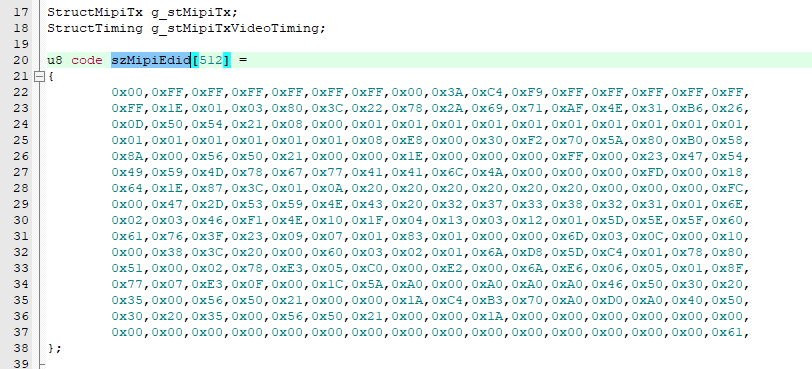 17 StructMipiTx g_stMipiTx;
18 StructTiming g_stMipiTxVideoTiming;
19
20 u8 code szMipiEdid[512] =
21 {
22 0x00,0xFF,0xFF,0xFF,0xFF,0xFF,0xFF,0x00,0x3A,0xC4,0xF9,0xFF,0xFF,0xFF,0xFF,0xFF,
23 0xFF,0x1E,0x01,0x03,0x80,0x3C,0x22,0x78,0x2A,0x69,0x71,0xAF,0x4E,0x31,0xB6,0x26,
24 0x0D,0x50,0x54,0x21,0x08,0x00,0x01,0x01,0x01,0x01,0x01,0x01,0x01,0x01,0x01,0x01,
25 0x01,0x01,0x01,0x01,0x01,0x01,0x08,0xE8,0x00,0x30,0xF2,0x70,0x5A,0x80,0xB0,0x58,
26 0x8A,0x00,0x56,0x50,0x21,0x00,0x00,0x1E,0x00,0x00,0x00,0xFF,0x00,0x23,0x47,0x54,
27 0x49,0x59,0x4D,0x78,0x67,0x77,0x41,0x41,0x6C,0x4A,0x00,0x00,0x00,0xFD,0x00,0x18,
28 0x64,0x1E,0x87,0x3C,0x01,0x0A,0x20,0x20,0x20,0x20,0x20,0x20,0x00,0x00,0x00,0xFC,
29 0x00,0x47,0x2D,0x53,0x59,0x4E,0x43,0x20,0x32,0x37,0x33,0x38,0x32,0x31,0x01,0x6E,
30 0x02,0x03,0x46,0xF1,0x4E,0x10,0x1F,0x04,0x13,0x03,0x12,0x01,0x5D,0x5E,0x5F,0x60,
31 0x61,0x76,0x3F,0x23,0x09,0x07,0x01,0x83,0x01,0x00,0x00,0x6D,0x03,0x0C,0x00,0x10,
32 0x00,0x38,0x3C,0x20,0x00,0x60,0x03,0x02,0x01,0x6A,0xD8,0x5D,0xC4,0x01,0x78,0x80,
33 0x51,0x00,0x02,0x78,0xE3,0x05,0xC0,0x00,0xE2,0x00,0x6A,0xE6,0x06,0x05,0x01,0x8F,
34 0x77,0x07,0xE3,0x0F,0x00,0x1C,0x5A,0xA0,0x00,0xA0,0xA0,0xA0,0x46,0x50,0x30,0x20,
35 0x35,0x00,0x56,0x50,0x21,0x00,0x00,0x1A,0xC4,0xB3,0x70,0xA0,0xD0,0xA0,0x40,0x50,
36 0x30,0x20,0x35,0x00,0x56,0x50,0x21,0x00,0x00,0x1A,0x00,0x00,0x00,0x00,0x00,0x00,
37 0x00,0x00,0x00,0x00,0x00,0x00,0x00,0x00,0x00,0x00,0x00,0x00,0x00,0x00,0x00,0x61,
38 };
39